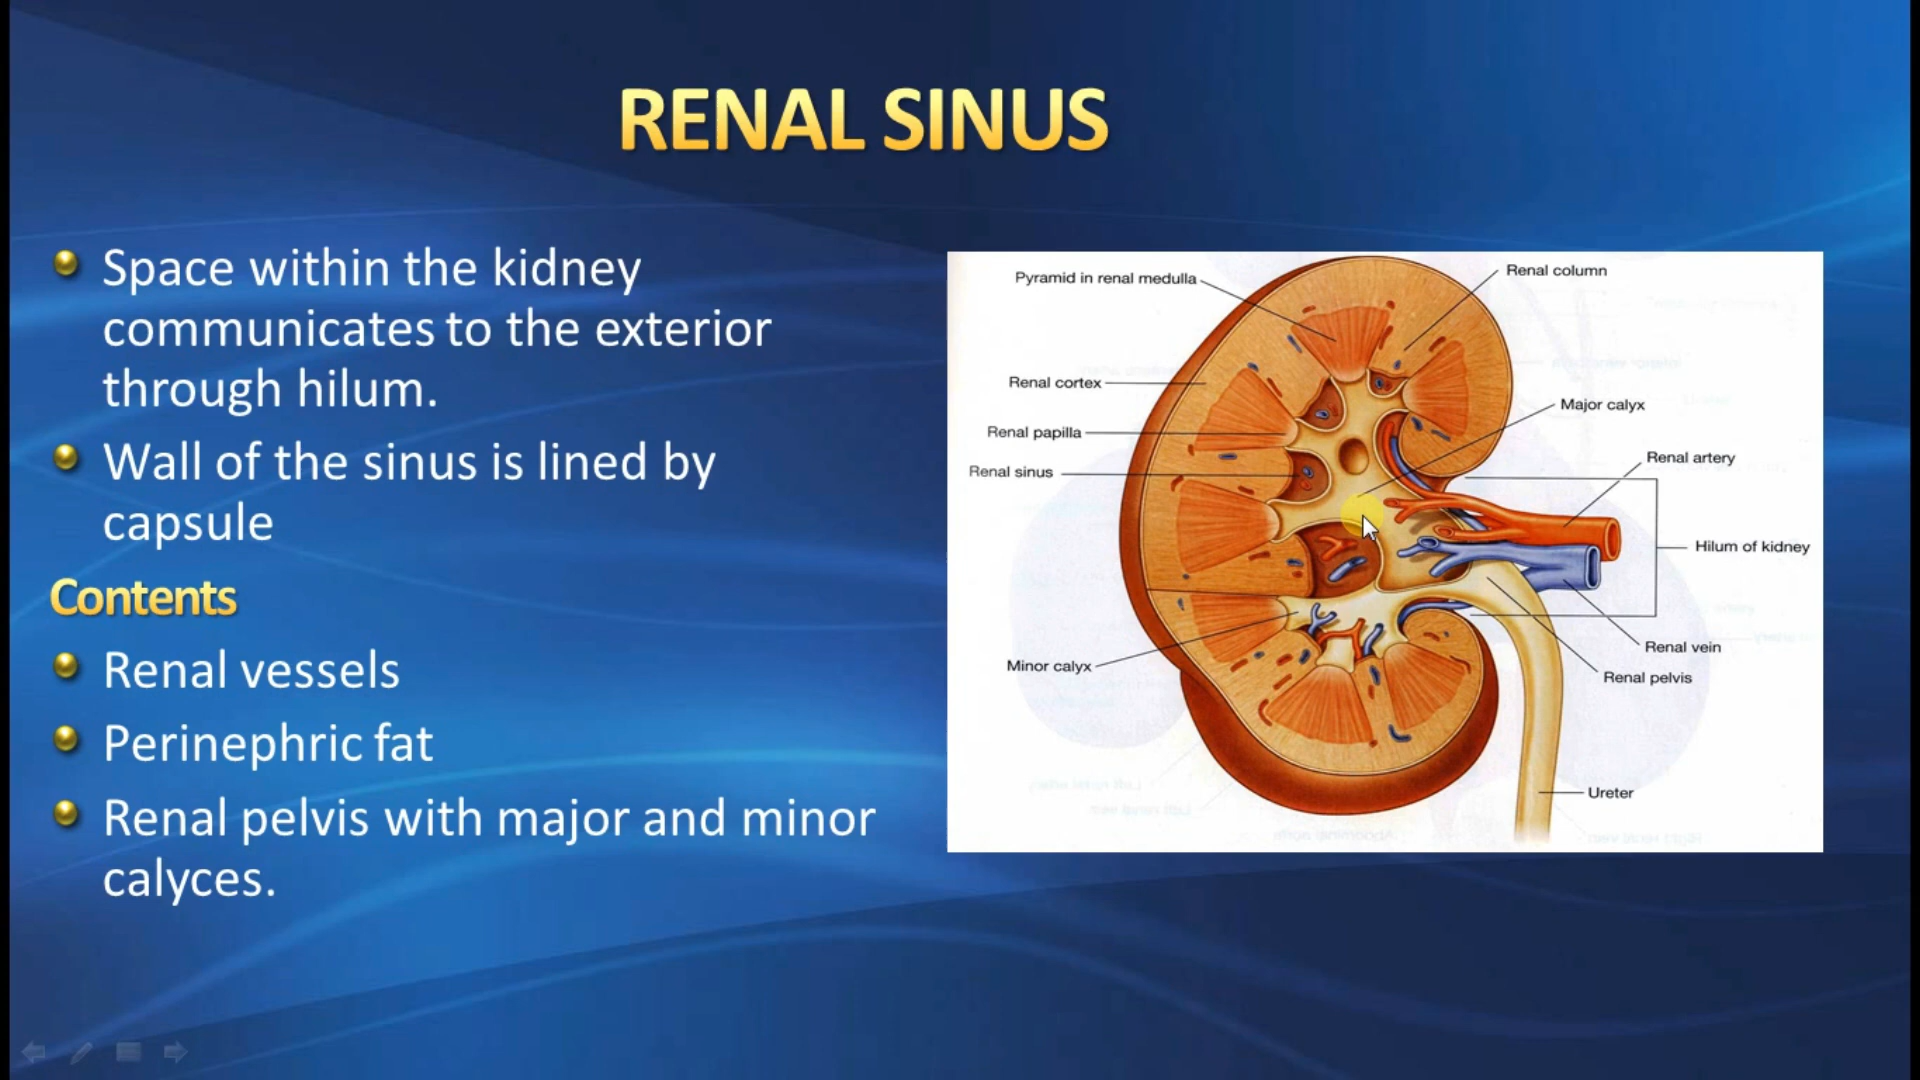 RENAL SINUS
Space within the kidney
communicates to the exterior
through hilum.
Wall of the sinus is lined by
capsule
Contents
Renal vessels
Perinephric fat
Renal pelvis with major and minor
calyces.
Pyramid in renal medulla
Renal column
Renal cortex
Major calyx
Renal papilla
Renal artery
Renal sinus
Hilum of kidney
Renal vein
Minor calyx
Renal pelvis
Ureter